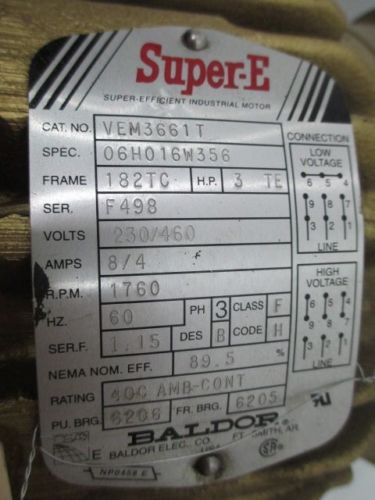 Super-E
SUPER-EFFICIENT INDUSTRIAL MOTOR
CAT. NO. VEM3661T
SPEC. 06H016W356
FRAME 182TC H.P. 3 TE
SER. F498
VOLTS 230/460
AMPS 8/4 F
R.P.M. 1760
HZ. 60 PH 3 CLASS F
SER.F. 1.15 DES B CODE H
NEMA NOM. EFF. 89.5 %
RATING 40C AMB-CONT
PU. BRG. 6206 FR. BRG. 6205
BALDOR
BALDOR ELEC. CO. FT. SMITH, AR.
NP0458 E
CONNECTION
LOW VOLTAGE
6 5 4
9 8 7
3 2 1
LINE
HIGH VOLTAGE
6 5 4
9 8 7
3 2 1
LINE